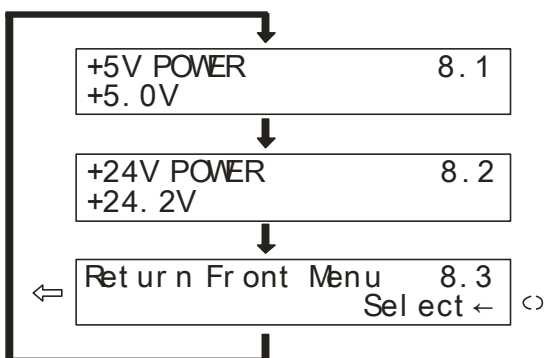 +5V POWER 8.1
+5.0V
+24V POWER 8.2
+24.2V
Return Front Menu 8.3
Select←